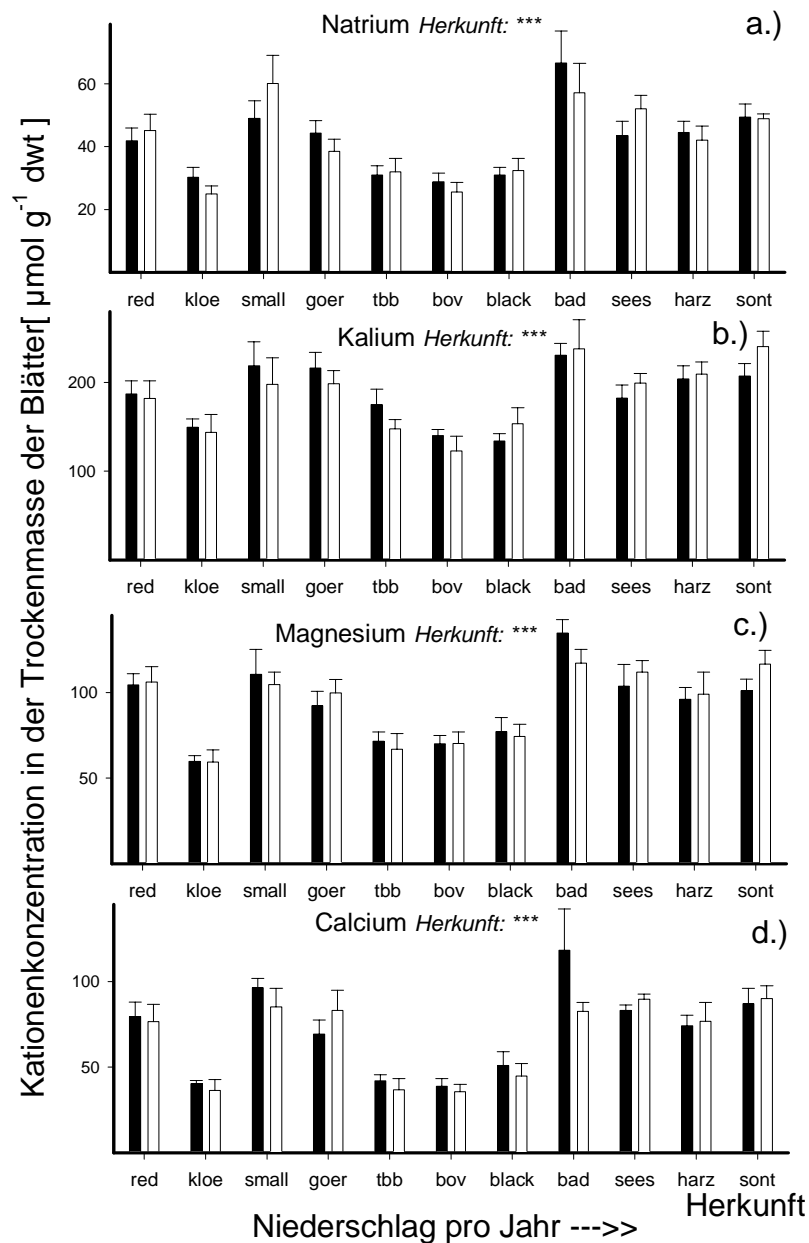 Kationenkonzentration in der Trockenmasse der Blätter[ µmol g⁻¹ dwt ]
Natrium Herkunft: ***
a.)
60
40
20
red kloe small goer tbb bov black bad sees harz sont
Kalium Herkunft: ***
b.)
200
100
red kloe small goer tbb bov black bad sees harz sont
Magnesium Herkunft: ***
c.)
100
50
red kloe small goer tbb bov black bad sees harz sont
Calcium Herkunft: ***
d.)
100
50
red kloe small goer tbb bov black bad sees harz sont
Herkunft
Niederschlag pro Jahr --->>